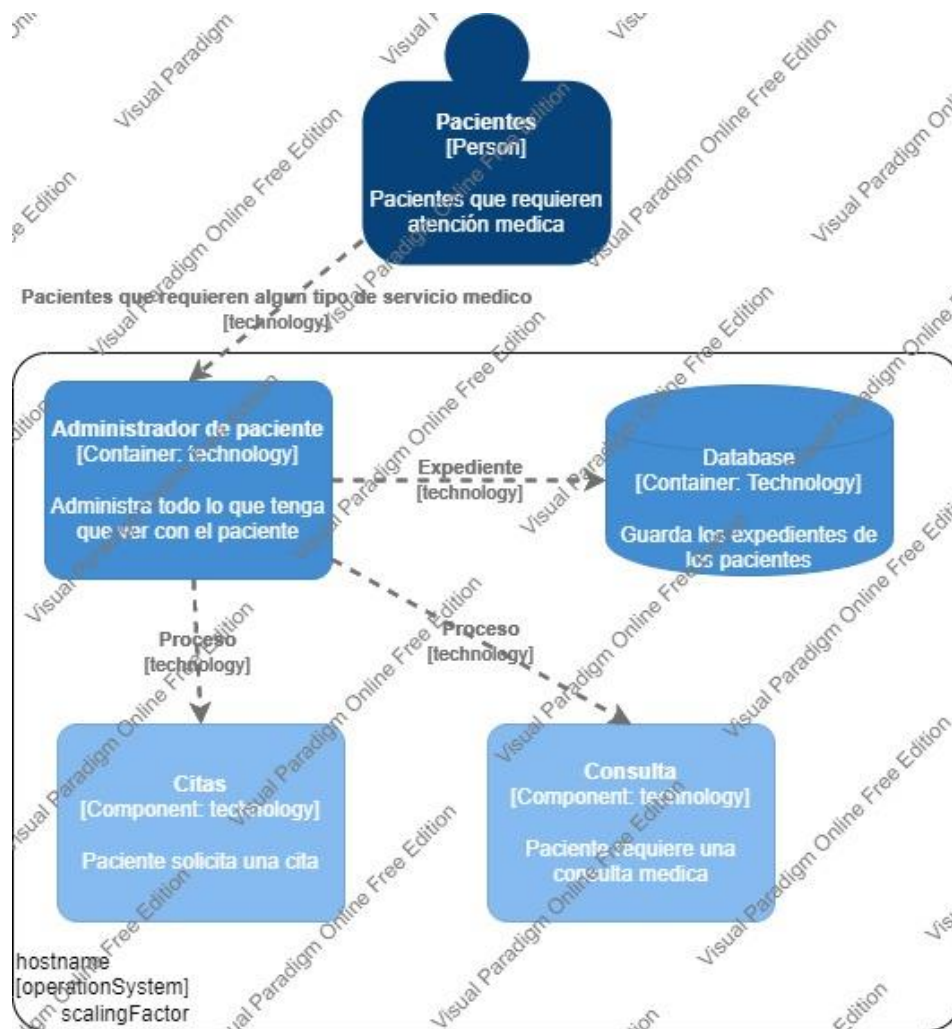 Pacientes
[Person]
Pacientes que requieren
atención medica
Pacientes que requieren algun tipo de servicio medico
[technology]
Administrador de paciente
[Container: technology]
Administra todo lo que tenga
que ver con el paciente
Expediente
[technology]
Database
[Container: Technology]
Guarda los expedientes de
los pacientes
Proceso
[technology]
Proceso
[technology]
Citas
[Component: technology]
Paciente solicita una cita
Consulta
[Component: technology]
Paciente requiere una
consulta medica
hostname
[operationSystem]
scalingFactor
Visual Paradigm Online Free Edition